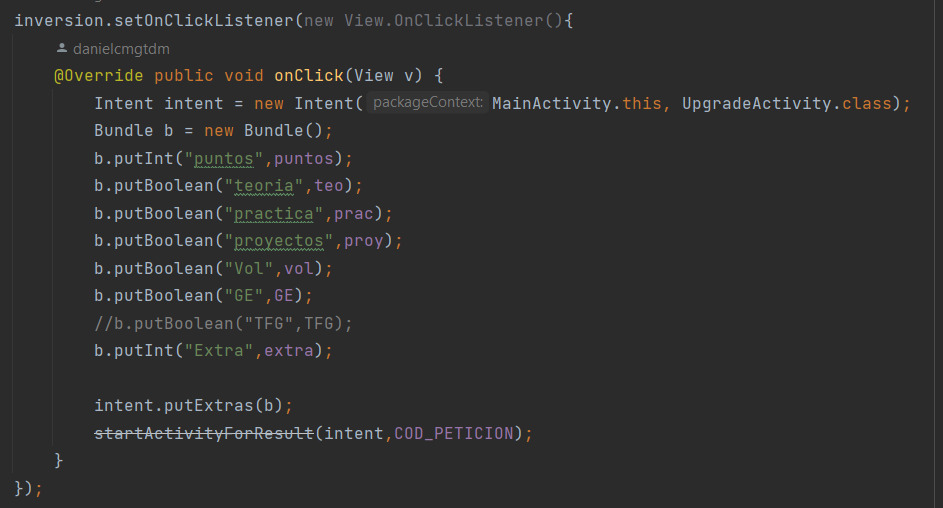 inversion.setOnClickListener(new View.OnClickListener(){
danielcmgtdm
@Override public void onClick(View v) {
Intent intent = new Intent( packageContext: MainActivity.this, UpgradeActivity.class);
Bundle b = new Bundle();
b.putInt("puntos",puntos);
b.putBoolean("teoria",teo);
b.putBoolean("practica",prac);
b.putBoolean("proyectos",proy);
b.putBoolean("Vol",vol);
b.putBoolean("GE",GE);
//b.putBoolean("TFG",TFG);
b.putInt("Extra",extra);
intent.putExtras(b);
startActivityForResult(intent,COD_PETICION);
}
});